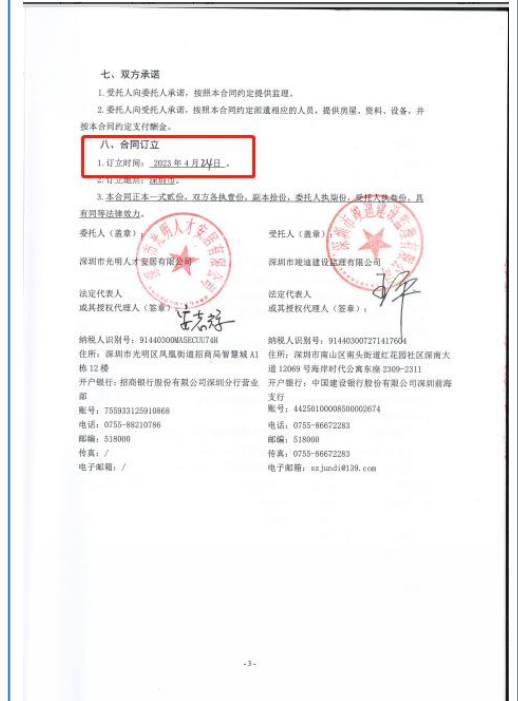 七、双方承诺
1.受托人向委托人承诺，按照本合同约定提供监理。
2.委托人向受托人承诺，按照本合同约定派遣相应的人员，提供房屋、资料、设备，并
按本合同约定支付酬金。
八、合同订立
1.订立时间：2023年4月24日。
2.订立地点：深圳市。
3.本合同正本一式贰份，双方各执壹份，副本拾份，委托人执柒份，受托人执叁份，具
有同等法律效力。
委托人（盖章）： 受托人（盖章）：
深圳市光明人才安居有限公司 深圳市竣迪建设监理有限公司
法定代表人 法定代表人
或其授权代理人（签章）： 或其授权代理人（签章）：
纳税人识别号：91440300MA5ECUU74H 纳税人识别号：914403007271417604
住所：深圳市光明区凤凰街道招商局智慧城 A1 住所：深圳市南山区南头街道红花园社区深南大
栋 12 楼 道 12069 号海岸时代公寓东座 2309-2311
开户银行：招商银行股份有限公司深圳分行营业 开户银行：中国建设银行股份有限公司深圳前海
部 支行
账号：755933125910868 账号：44250100008500002674
电话：0755-88210786 电话：0755-86672283
邮编：518000 邮编：518000
传真：/ 传真：0755-86672283
电子邮箱：/ 电子邮箱：szjundi@139.com
-3-